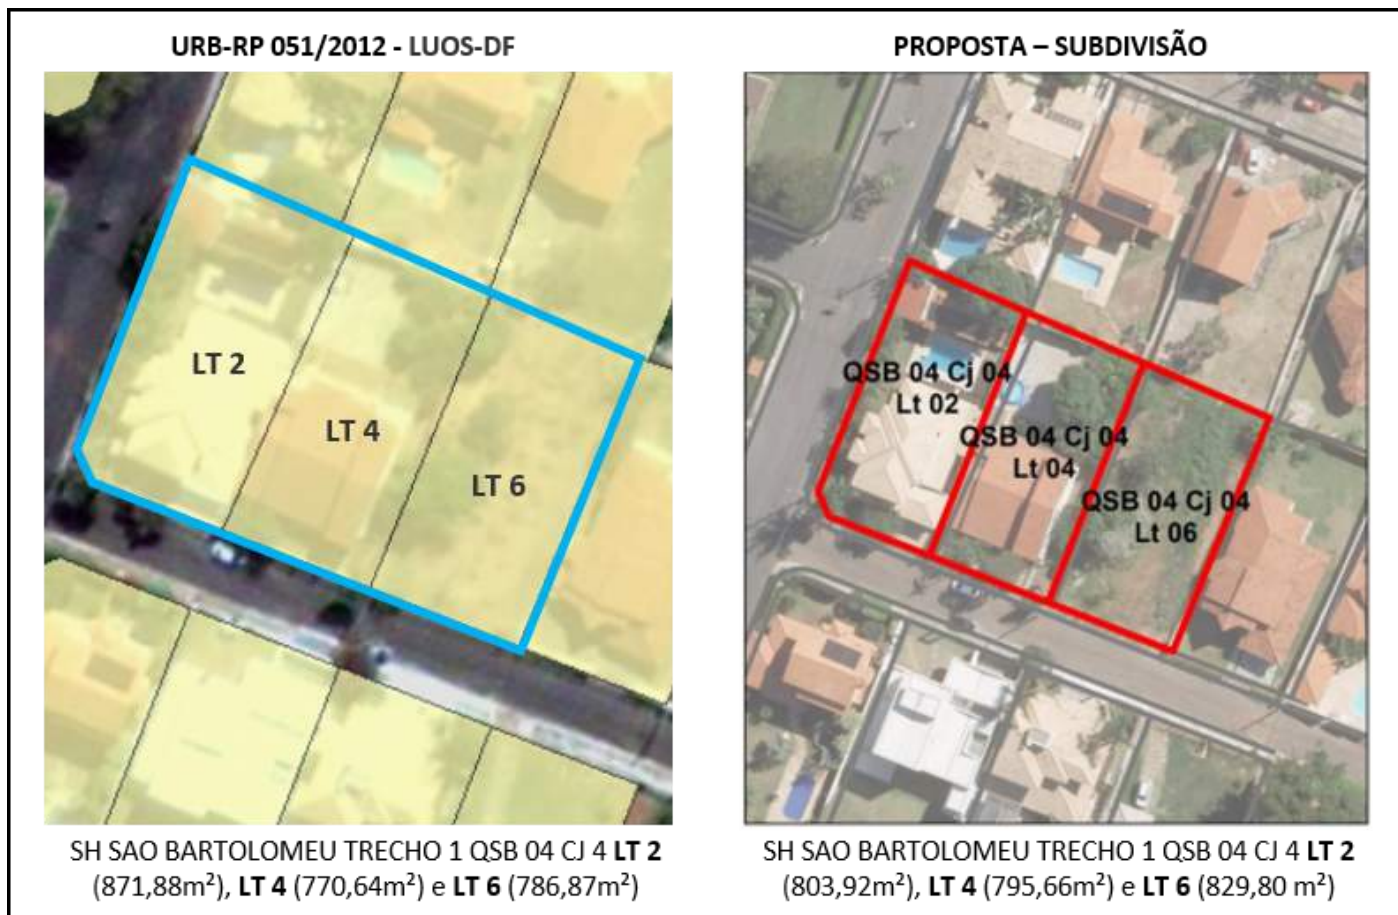 URB-RP 051/2012 - LUOS-DF
LT 2
LT 4
LT 6
SH SAO BARTOLOMEU TRECHO 1 QSB 04 CJ 4 LT 2
(871,88m²), LT 4 (770,64m²) e LT 6 (786,87m²)
PROPOSTA – SUBDIVISÃO
QSB 04 Cj 04
Lt 02
QSB 04 Cj 04
Lt 04
QSB 04 Cj 04
Lt 06
SH SAO BARTOLOMEU TRECHO 1 QSB 04 CJ 4 LT 2
(803,92m²), LT 4 (795,66m²) e LT 6 (829,80 m²)